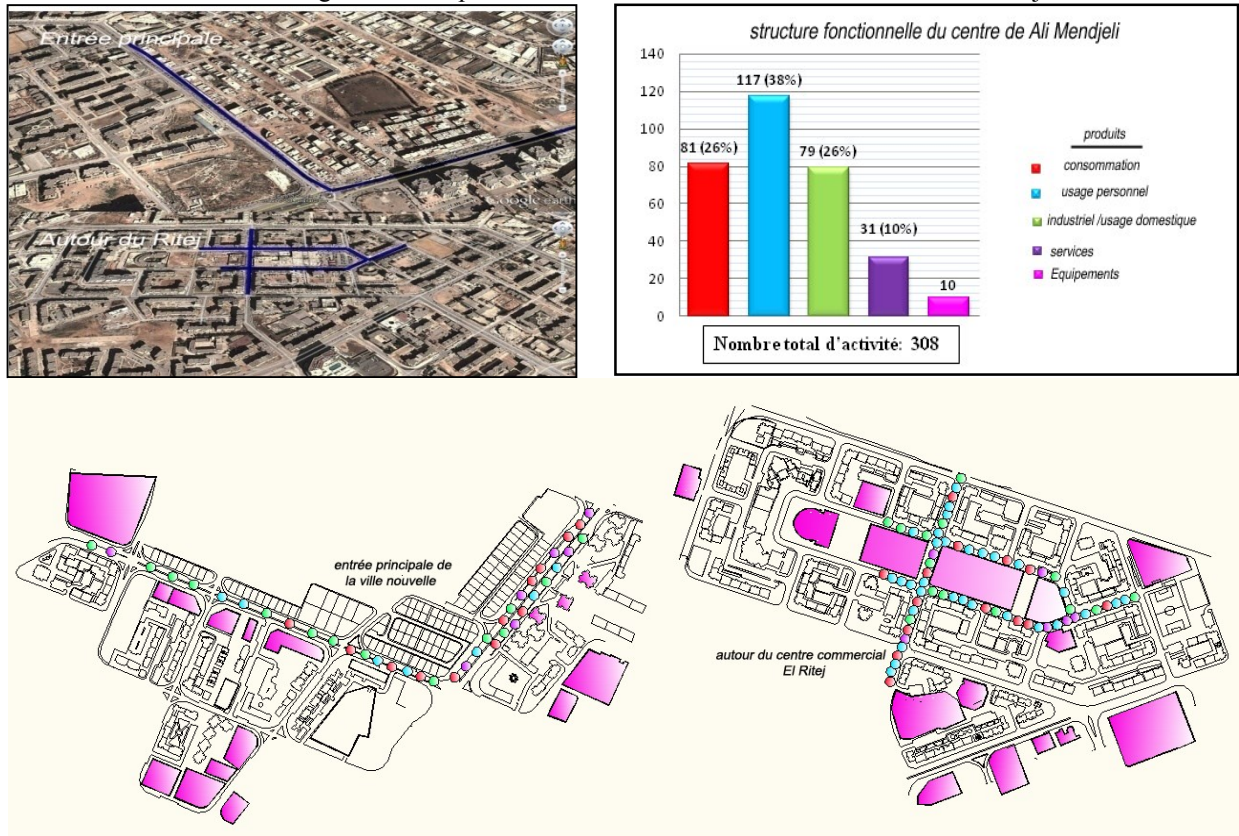 Entrée principale
Google earth
Autour du Ritej
structure fonctionnelle du centre de Ali Mendjeli
140
120
100
80
60
40
20
0
81 (26%)
117 (38%)
79 (26%)
31 (10%)
10
produits
consommation
usage personnel
industriel /usage domestique
services
Equipements
Nombre total d'activité: 308
entrée principale de
la ville nouvelle
autour du centre commercial
El Ritej